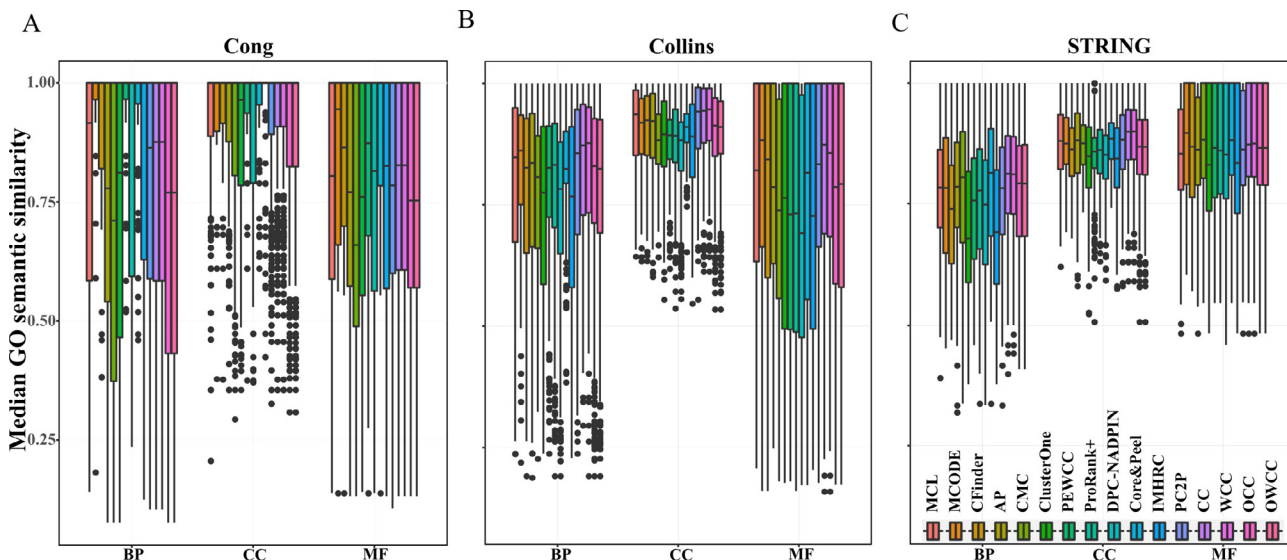 A
B
C
Cong
Collins
STRING
Median GO semantic similarity
1.00
0.75
0.50
0.25
BP CC MF
BP CC MF
BP CC MF
MCL
MCODE
CFinder
AP
CMC
ClusterOne
PEWCC
ProRank+
DPC-NADPIN
Core&Peel
IMHRC
PC2P
CC
WCC
OCC
OWCC